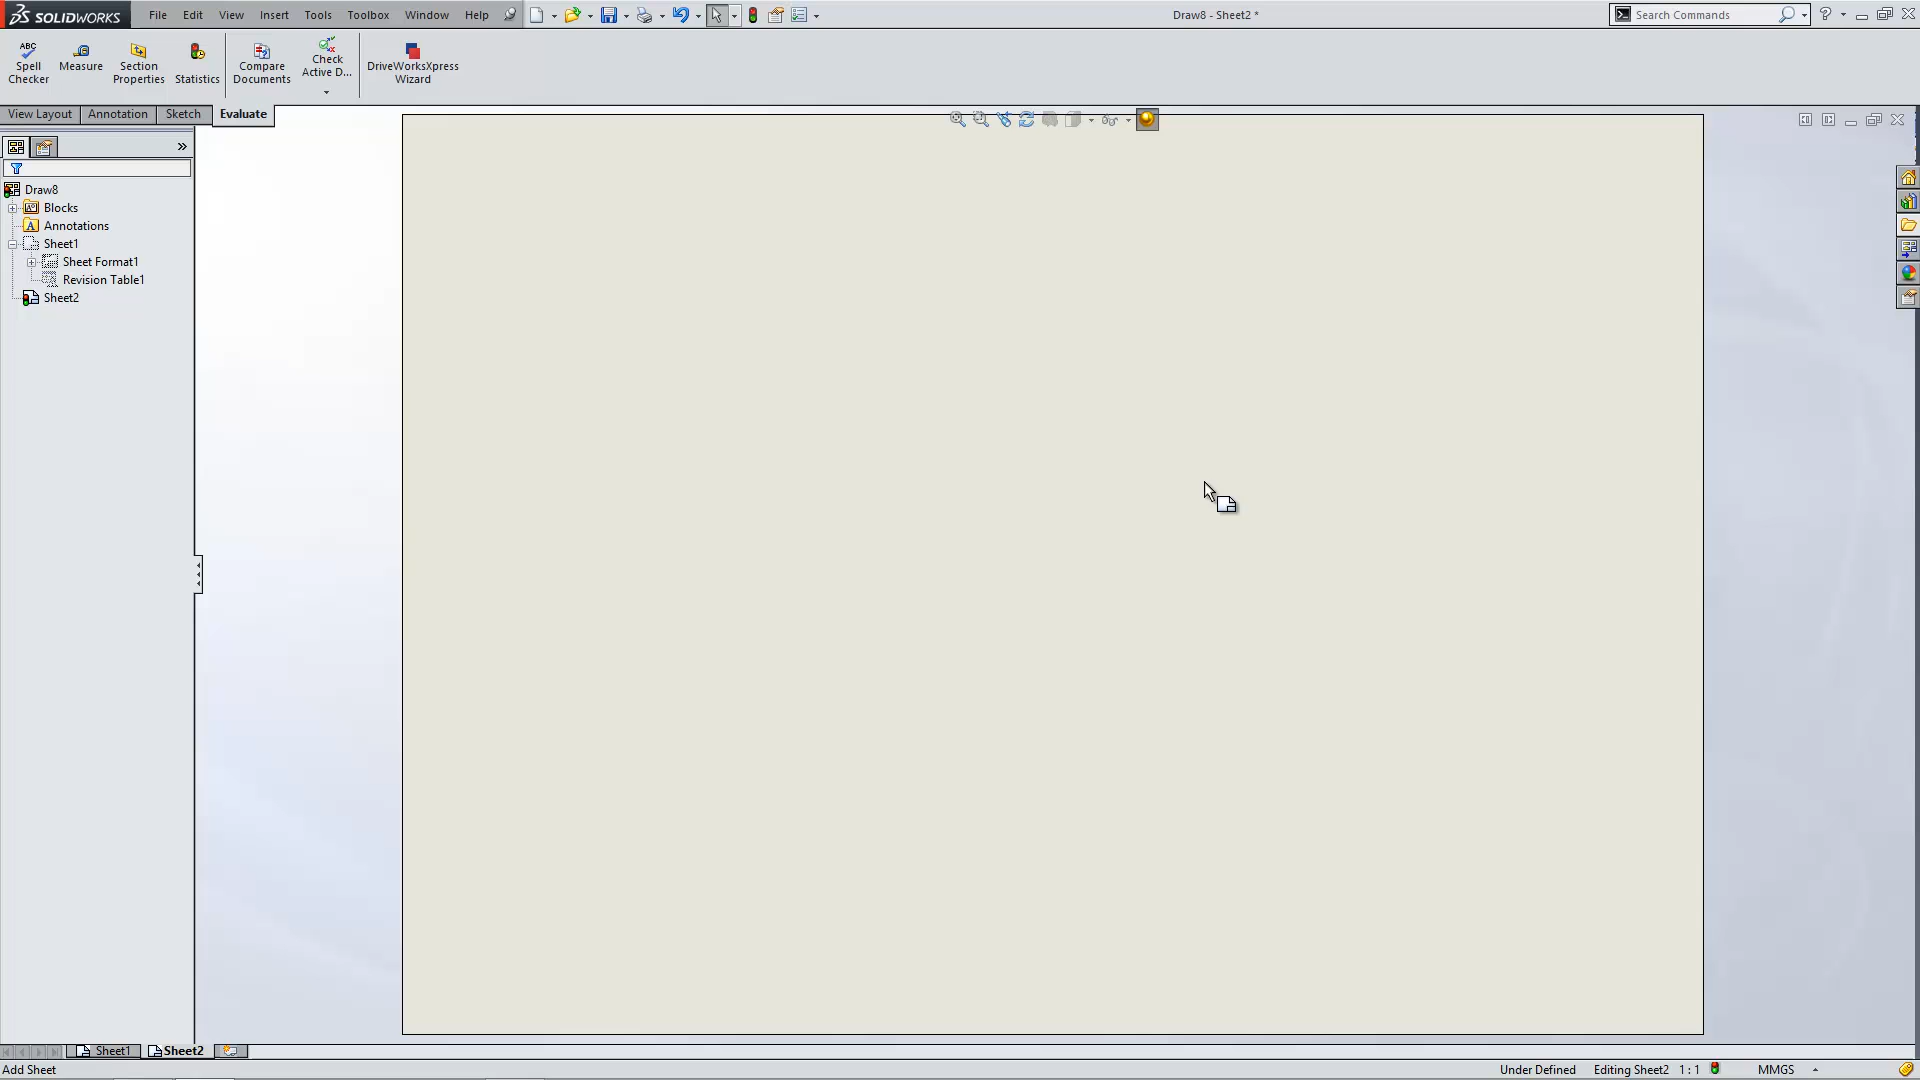 SOLIDWORKS File Edit View Insert Tools Toolbox Window Help Draw8 - Sheet2 * Search Commands ?
ABC
Spell Checker
Measure
Section Properties
Statistics
Compare Documents
Check Active D...
DriveWorksXpress Wizard
View Layout Annotation Sketch Evaluate
Draw8
Blocks
A Annotations
Sheet1
Sheet Format1
Revision Table1
Sheet2
Sheet1 Sheet2
Add Sheet Under Defined Editing Sheet2 1 : 1 MMGS